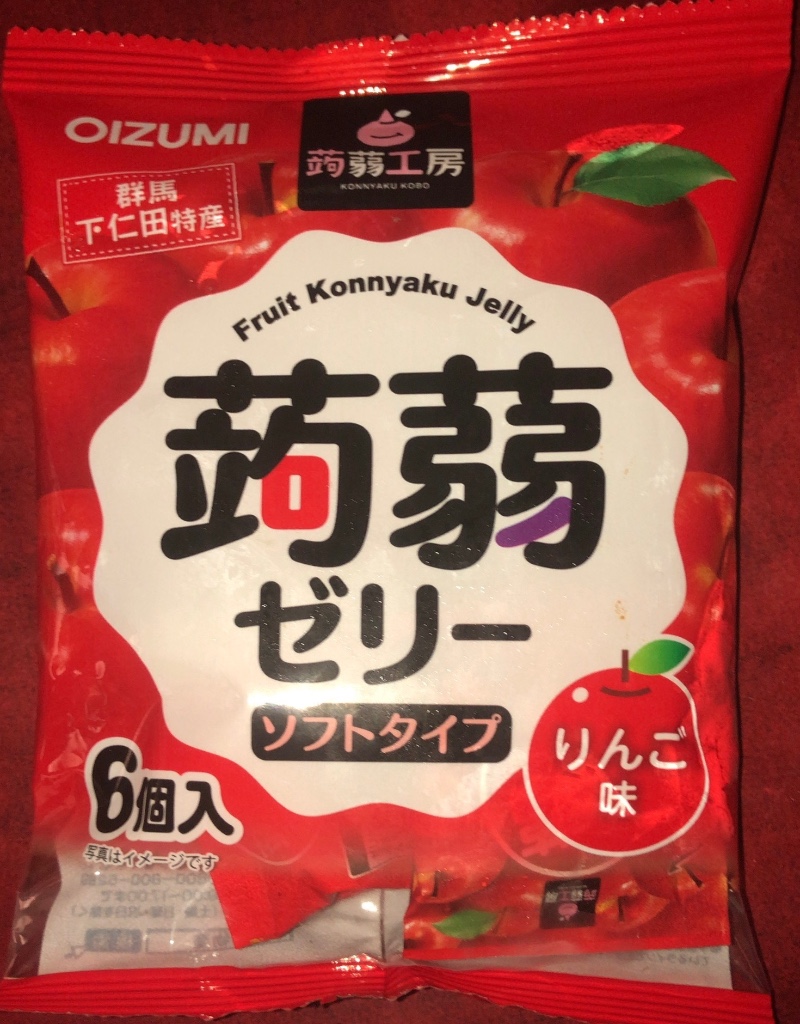 OIZUMI
蒟蒻工房
KONNYAKU KOBO
群馬
下仁田特産
Fruit Konnyaku Jelly
蒟蒻
ゼリー
ソフトタイプ
りんご
味
6個入
写真はイメージです